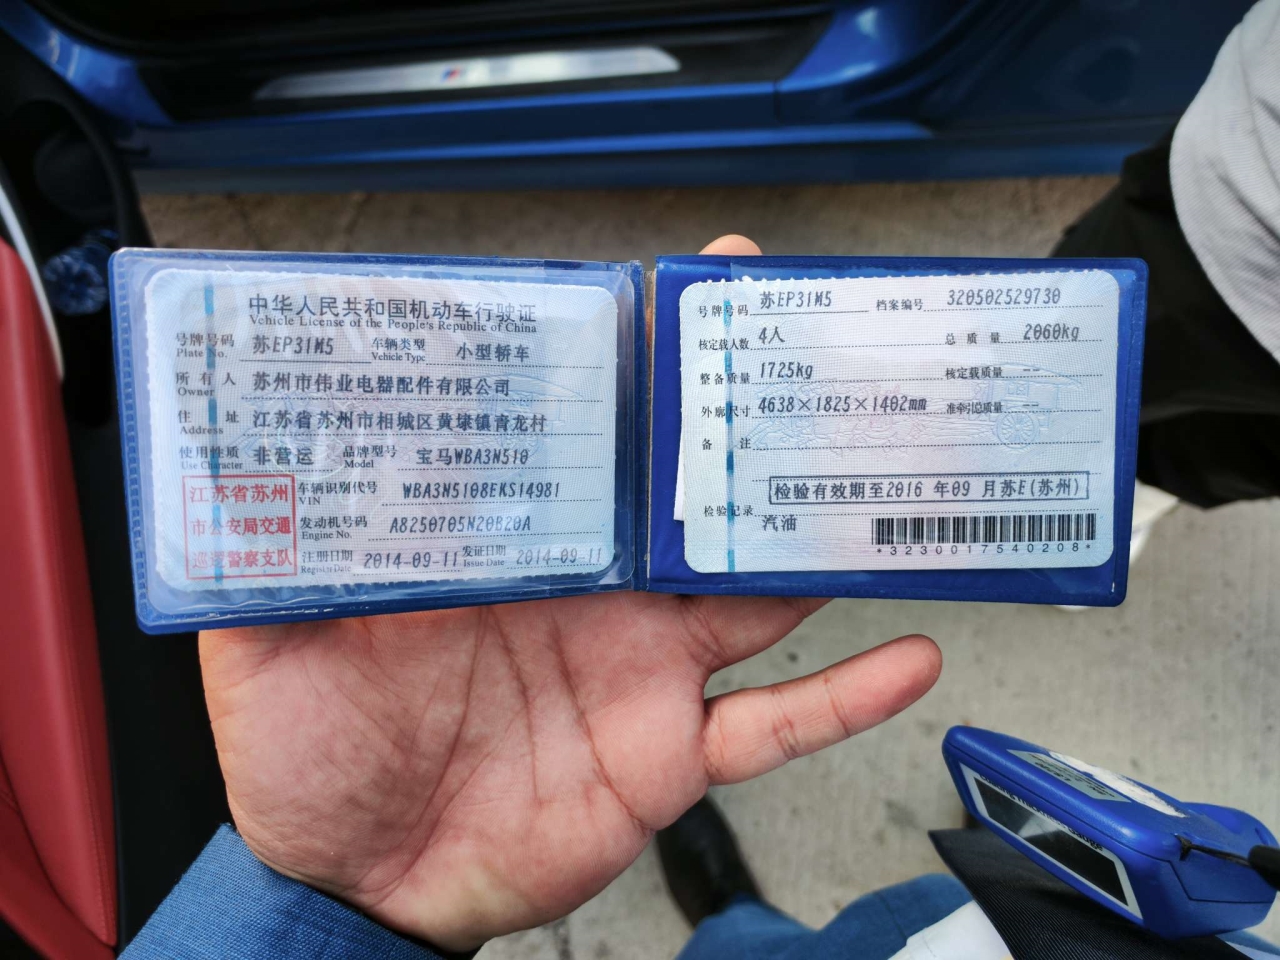 中华人民共和国机动车行驶证
Vehicle License of the People's Republic of China
号牌号码 苏EP31M5 车辆类型 小型轿车
Plate No. Vehicle Type
所有人 苏州市伟业电器配件有限公司
Owner
住址 江苏省苏州市相城区黄埭镇青龙村
Address
使用性质 非营运 品牌型号 宝马WBA3N510
Use Character Model
江苏省苏州
市公安局交通
巡逻警察支队
车辆识别代号 WBA3N5108EKS14981
VIN
发动机号码 A8250705N20B20A
Engine No.
注册日期 2014-09-11 发证日期 2014-09-11
Register Date Issue Date
号牌号码 苏EP31M5 档案编号 320502529730
核定载人数 4人 总质量 2060kg
整备质量 1725kg 核定载质量 --
外廓尺寸 4638×1825×1402mm 准牵引总质量 --
备注
检验有效期至2016 年09 月苏E(苏州)
检验记录
汽油
*3230017540208*